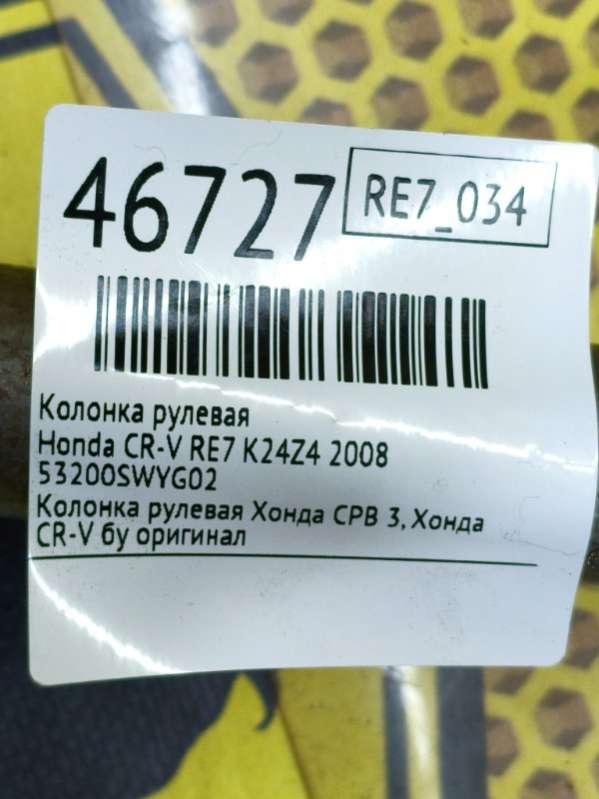 46727
RE7_034
Колонка рулевая
Honda CR-V RE7 K24Z4 2008
53200SWYG02
Колонка рулевая Хонда СРВ 3, Хонда
CR-V бу оригинал